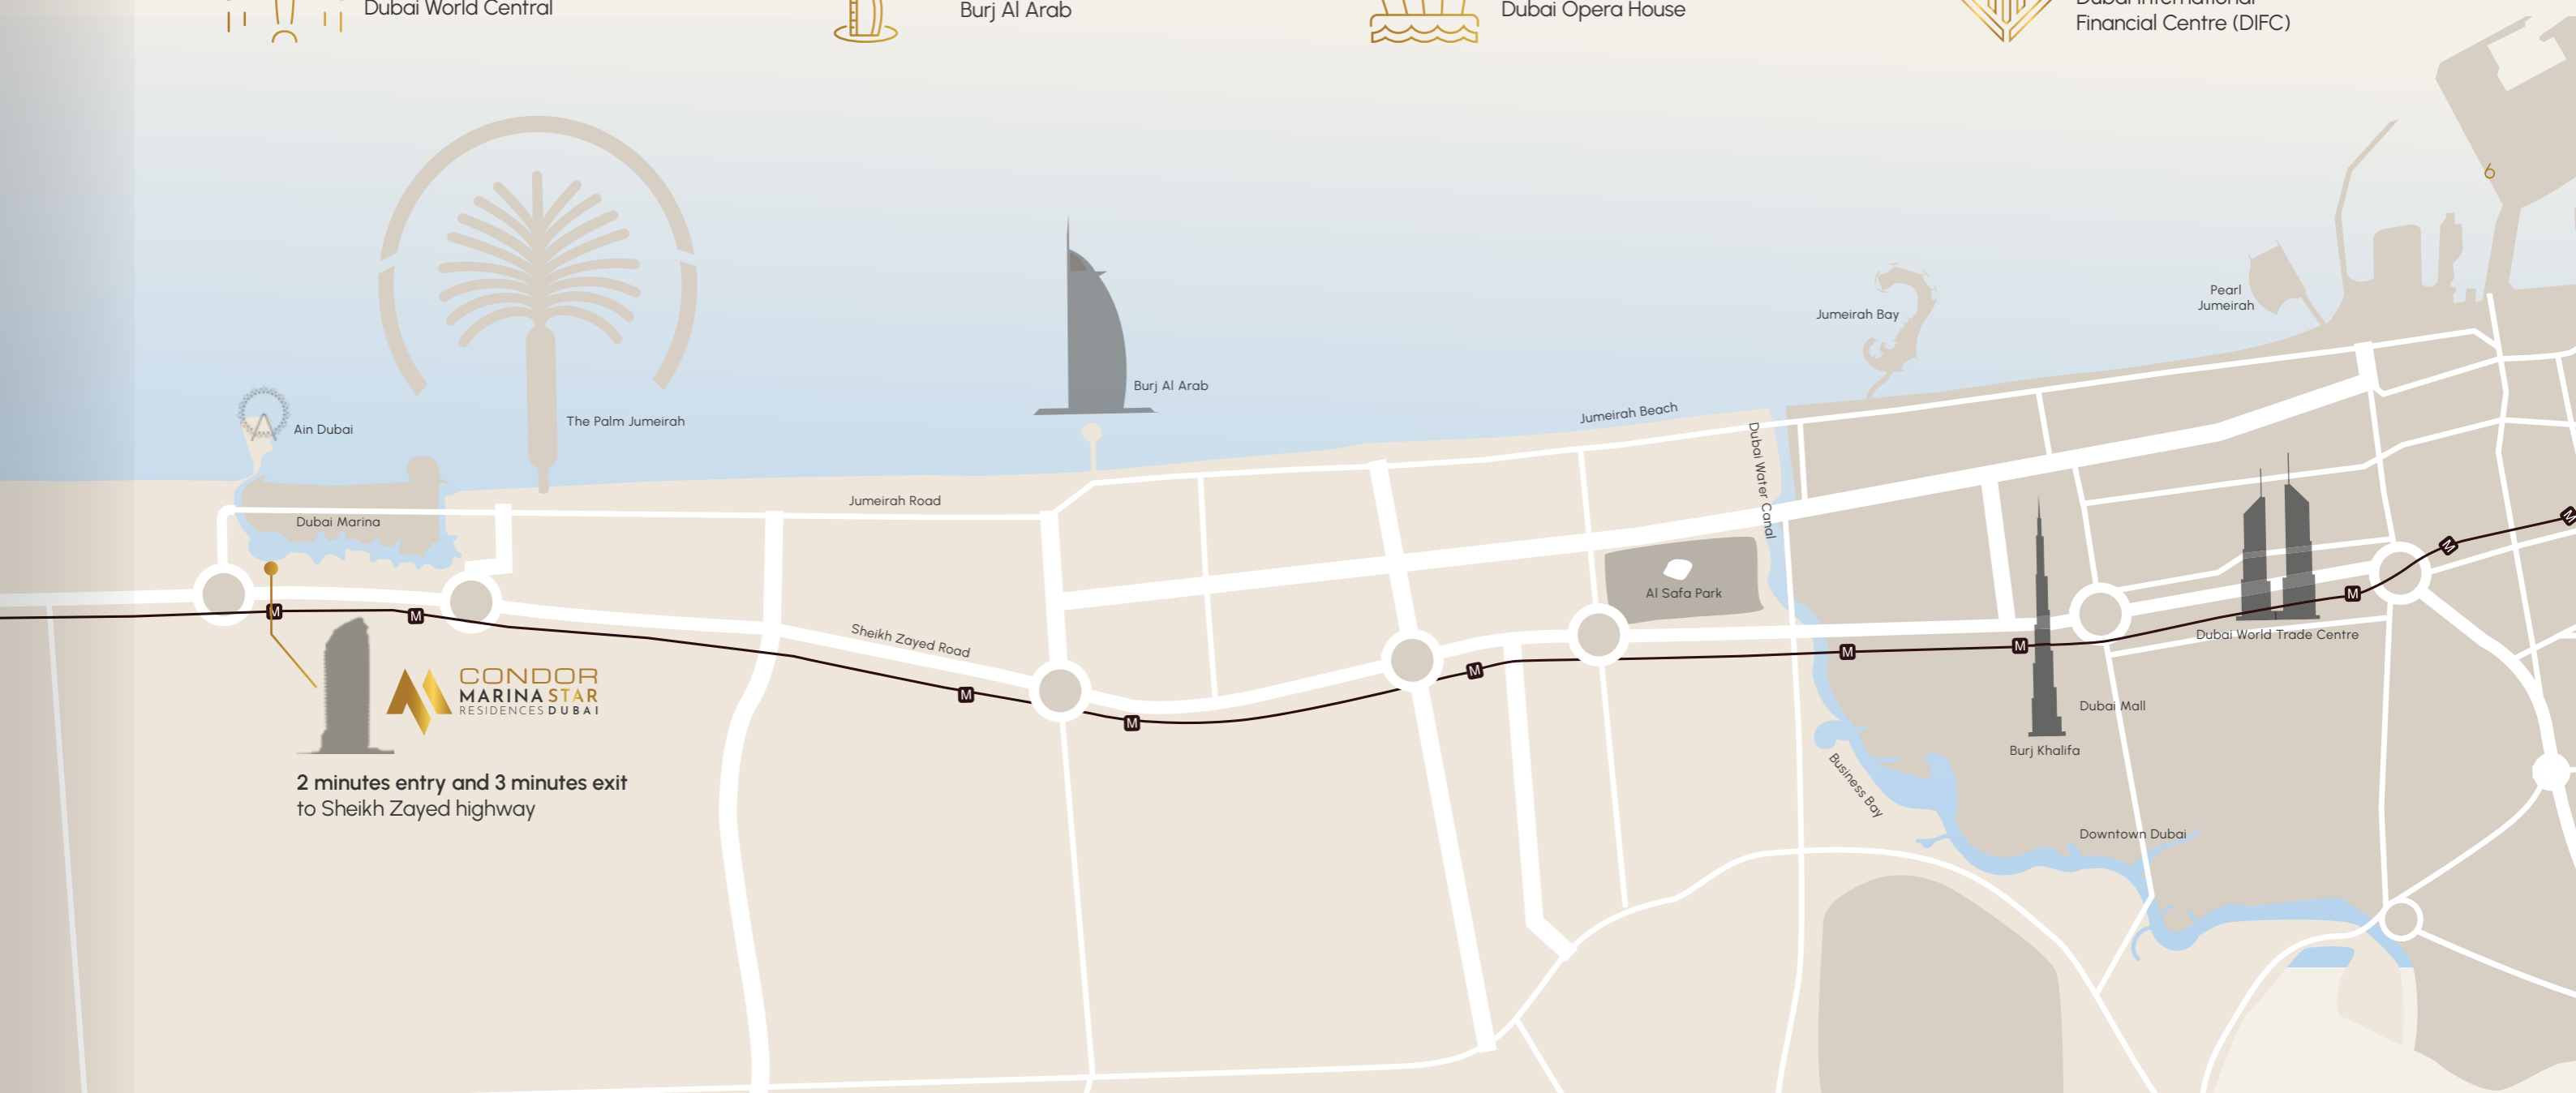 Dubai World Central
Burj Al Arab
Dubai Opera House
Dubai International
Financial Centre (DIFC)
6
Pearl
Jumeirah
Jumeirah Bay
Burj Al Arab
Jumeirah Beach
The Palm Jumeirah
Ain Dubai
Dubai Water Canal
Jumeirah Road
Dubai Marina
Al Safa Park
M
M
M
M
M
M
M
M
M
M
Sheikh Zayed Road
Dubai World Trade Centre
CONDOR
MARINA STAR
RESIDENCES DUBAI
Dubai Mall
Burj Khalifa
Business Bay
2 minutes entry and 3 minutes exit
to Sheikh Zayed highway
Downtown Dubai